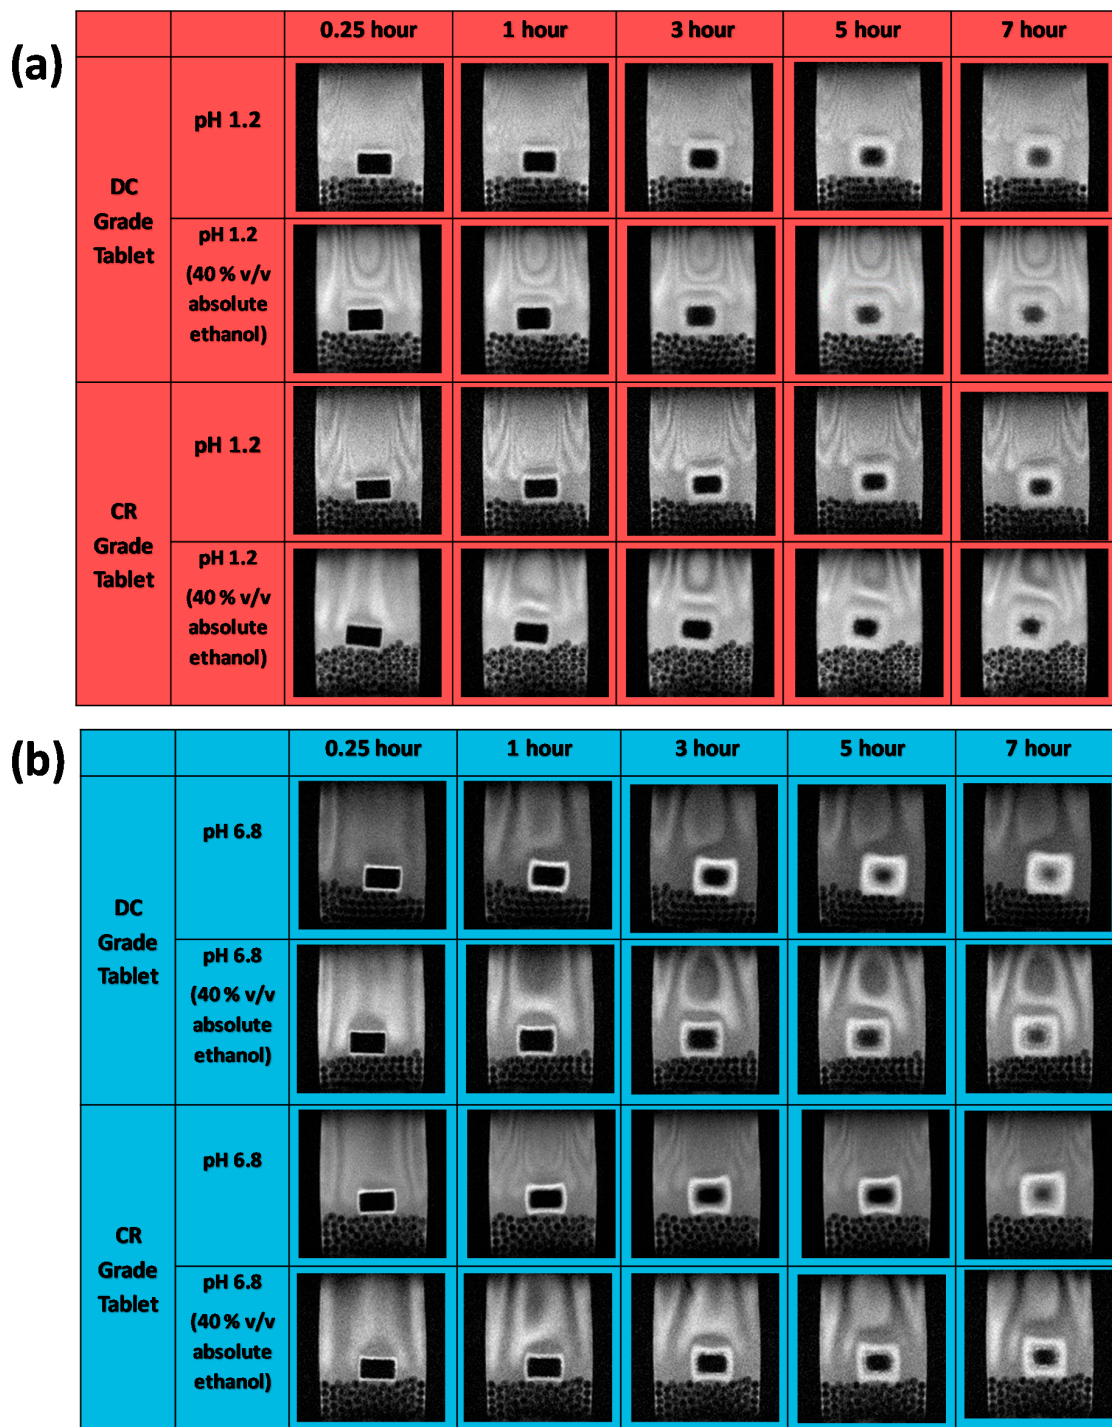 (a)
0.25 hour 1 hour 3 hour 5 hour 7 hour
DC
Grade
Tablet
pH 1.2
pH 1.2
(40 % v/v
absolute
ethanol)
CR
Grade
Tablet
pH 1.2
pH 1.2
(40 % v/v
absolute
ethanol)
(b)
0.25 hour 1 hour 3 hour 5 hour 7 hour
DC
Grade
Tablet
pH 6.8
pH 6.8
(40 % v/v
absolute
ethanol)
CR
Grade
Tablet
pH 6.8
pH 6.8
(40 % v/v
absolute
ethanol)